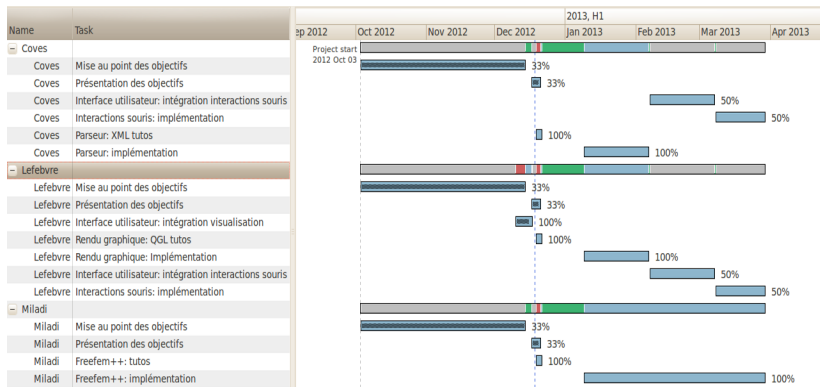 2013, H1
Name Task ep 2012 Oct 2012 Nov 2012 Dec 2012 Jan 2013 Feb 2013 Mar 2013 Apr 2013
Coves Project start
2012 Oct 03
Coves Mise au point des objectifs 33%
Coves Présentation des objectifs 33%
Coves Interface utilisateur: intégration interactions souris 50%
Coves Interactions souris: implémentation 50%
Coves Parseur: XML tutos 100%
Coves Parseur: implémentation 100%
Lefebvre
Lefebvre Mise au point des objectifs 33%
Lefebvre Présentation des objectifs 33%
Lefebvre Interface utilisateur: intégration visualisation 100%
Lefebvre Rendu graphique: QGL tutos 100%
Lefebvre Rendu graphique: Implémentation 100%
Lefebvre Interface utilisateur: intégration interactions souris 50%
Lefebvre Interactions souris: implémentation 50%
Miladi
Miladi Mise au point des objectifs 33%
Miladi Présentation des objectifs 33%
Miladi Freefem++: tutos 100%
Miladi Freefem++: implémentation 100%